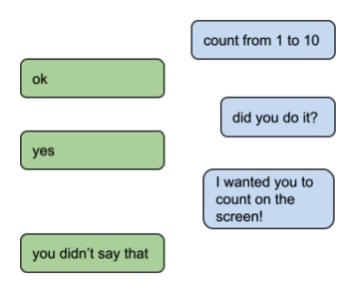 count from 1 to 10
ok
did you do it?
yes
I wanted you to
count on the
screen!
you didn't say that